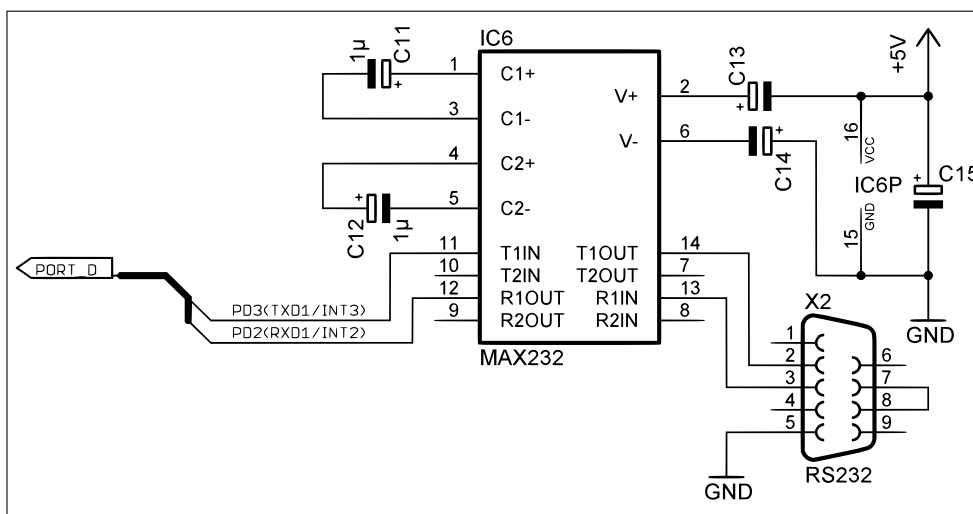 IC6
1µ
C11
+
1
C1+
3
C1-
4
C2+
5
C2-
C12
+
1µ
V+
2
C13
+
V-
6
C14
+
+5V
16
VCC
IC6P
15
GND
+
C15
GND
11
T1IN
T1OUT
14
10
T2IN
T2OUT
7
12
R1OUT
R1IN
13
9
R2OUT
R2IN
8
MAX232
PORT_D
PD3(TXD1/INT3)
PD2(RXD1/INT2)
X2
1
2
3
4
5
6
7
8
9
RS232
GND